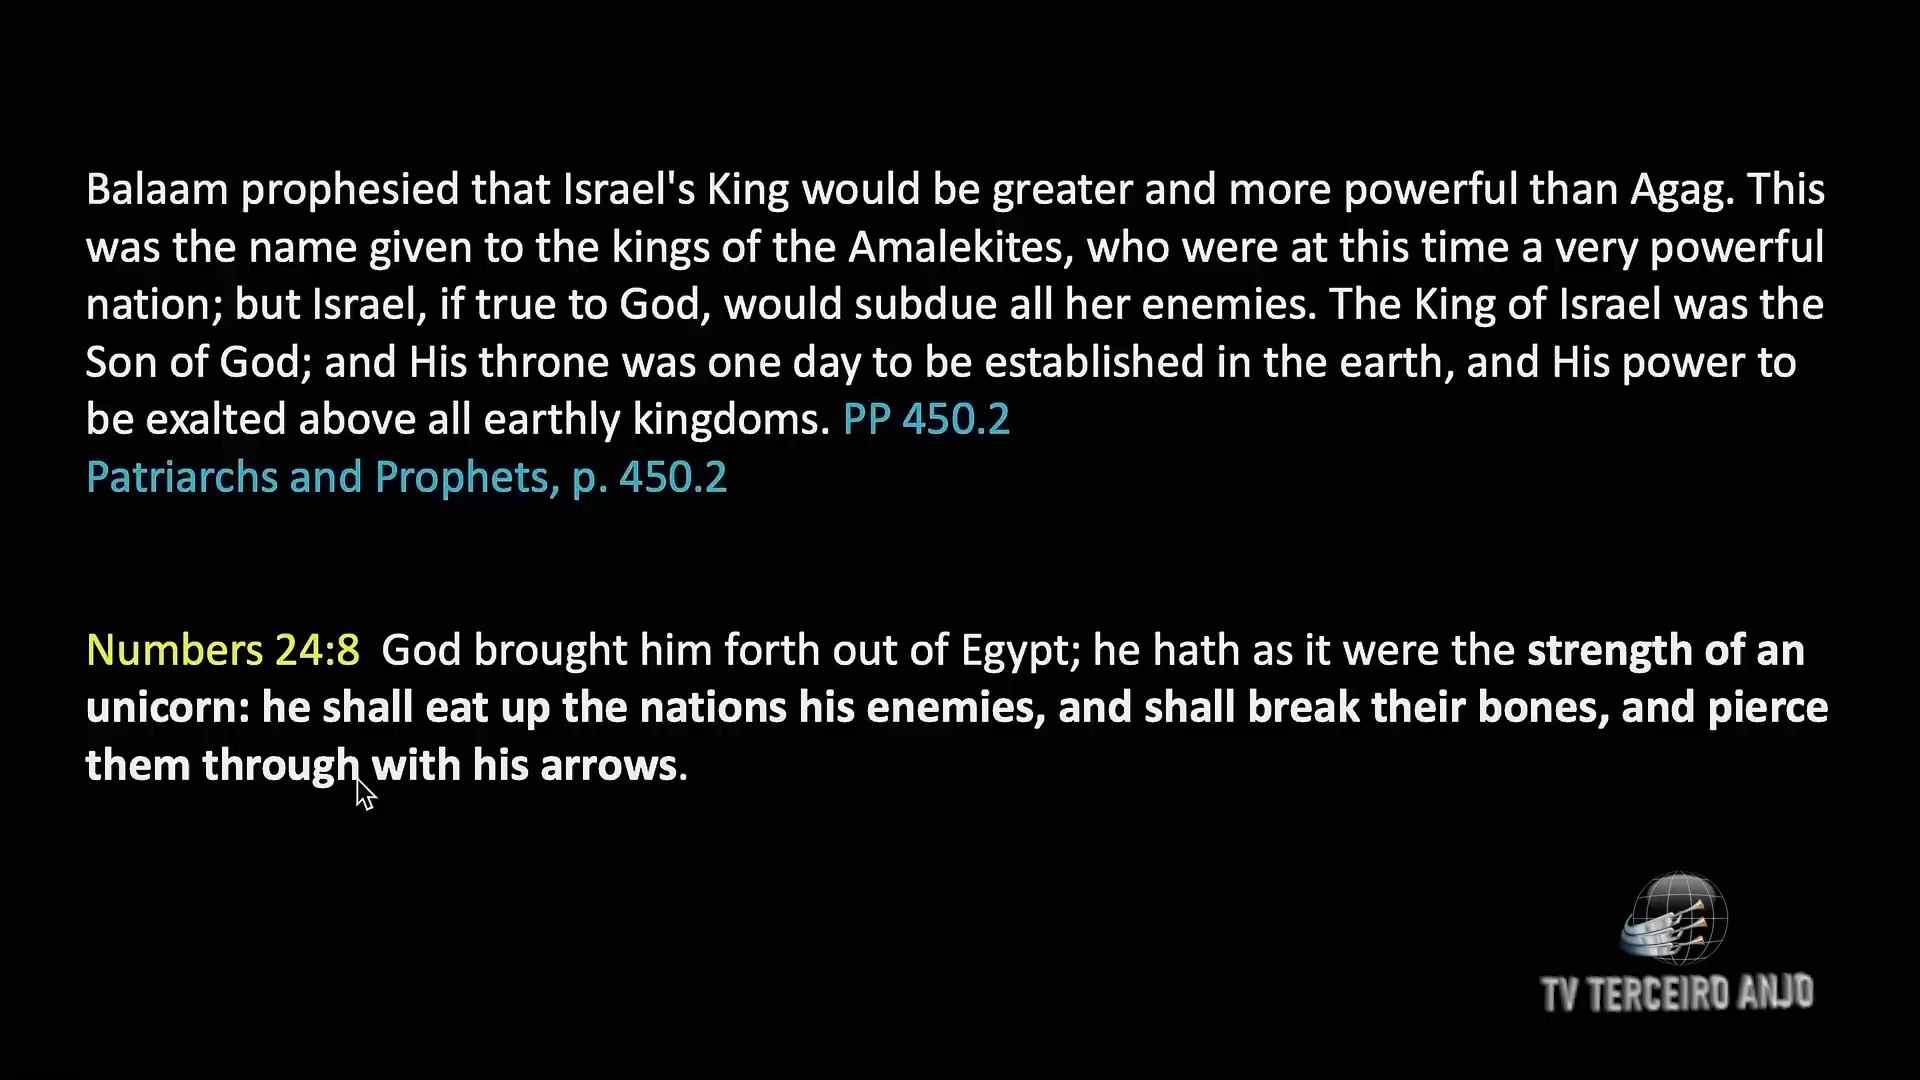 Balaam prophesied that Israel's King would be greater and more powerful than Agag. This
was the name given to the kings of the Amalekites, who were at this time a very powerful
nation; but Israel, if true to God, would subdue all her enemies. The King of Israel was the
Son of God; and His throne was one day to be established in the earth, and His power to
be exalted above all earthly kingdoms. PP 450.2
Patriarchs and Prophets, p. 450.2
Numbers 24:8 God brought him forth out of Egypt; he hath as it were the strength of an
unicorn: he shall eat up the nations his enemies, and shall break their bones, and pierce
them through with his arrows.
TV TERCEIRO ANJO